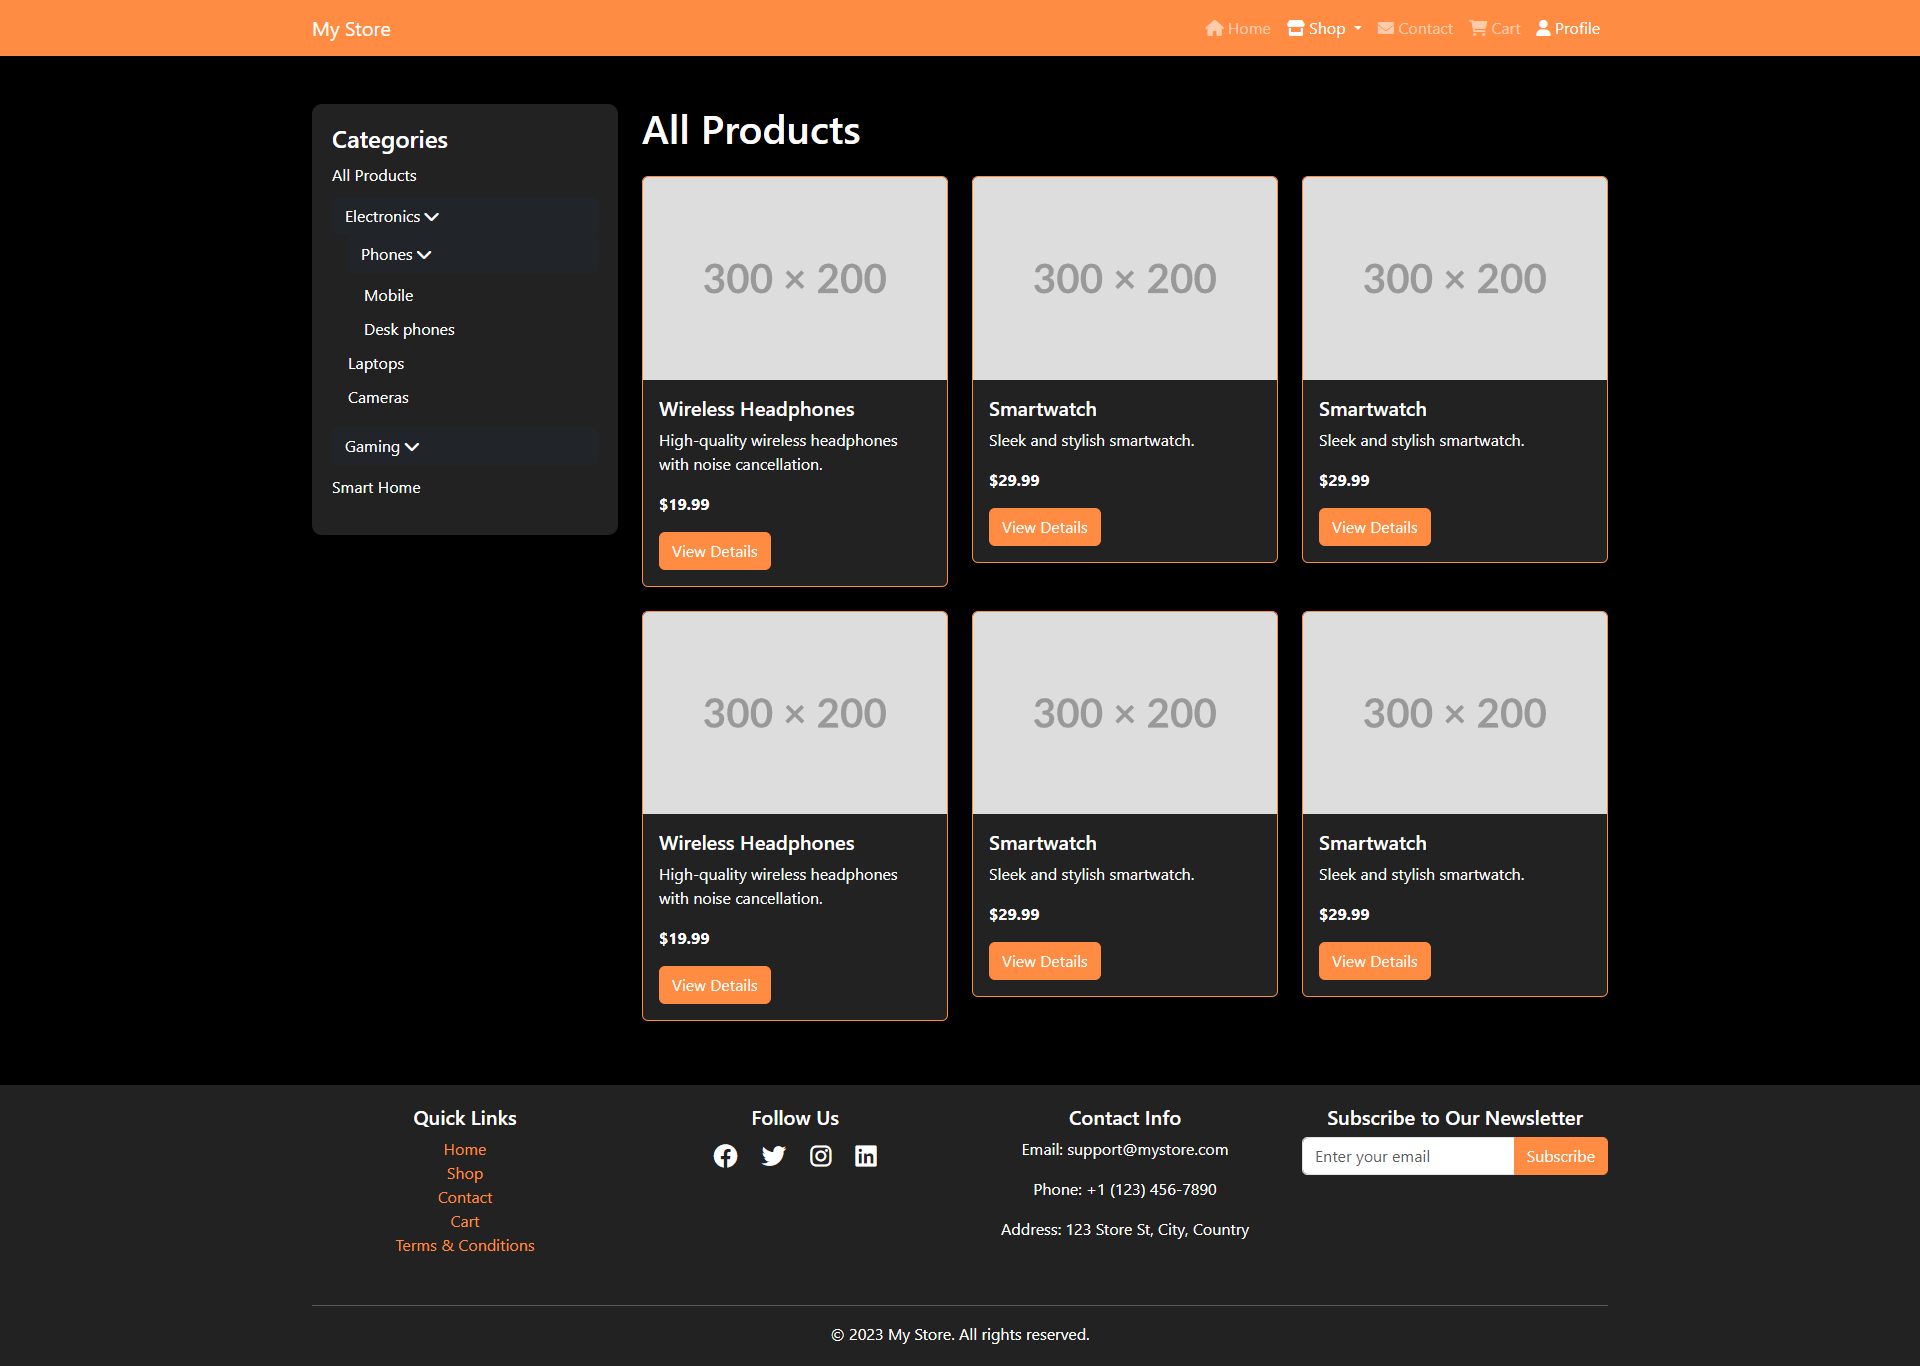 My Store
Home Shop Contact Cart Profile
Categories
All Products
Electronics
Phones
Mobile
Desk phones
Laptops
Cameras
Gaming
Smart Home
All Products
300 × 200
Wireless Headphones
High-quality wireless headphones
with noise cancellation.
$19.99
View Details
300 × 200
Smartwatch
Sleek and stylish smartwatch.
$29.99
View Details
300 × 200
Smartwatch
Sleek and stylish smartwatch.
$29.99
View Details
300 × 200
Wireless Headphones
High-quality wireless headphones
with noise cancellation.
$19.99
View Details
300 × 200
Smartwatch
Sleek and stylish smartwatch.
$29.99
View Details
300 × 200
Smartwatch
Sleek and stylish smartwatch.
$29.99
View Details
Quick Links
Home
Shop
Contact
Cart
Terms & Conditions
Follow Us
Contact Info
Email: support@mystore.com
Phone: +1 (123) 456-7890
Address: 123 Store St, City, Country
Subscribe to Our Newsletter
Enter your email
Subscribe
© 2023 My Store. All rights reserved.